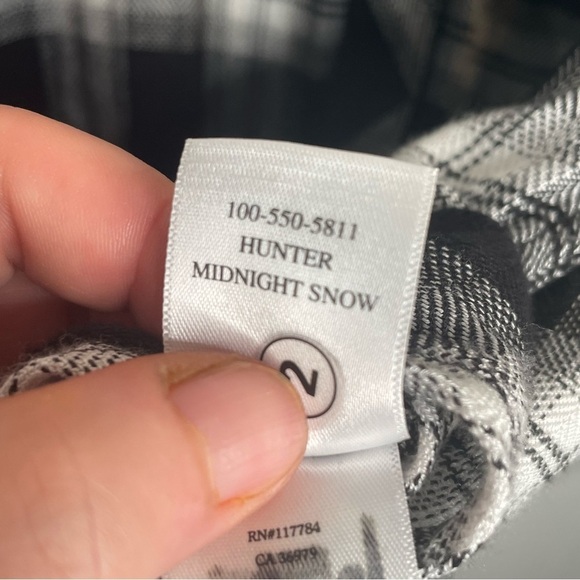 100-550-5811
HUNTER
MIDNIGHT SNOW
2
RN#117784
CA 36979